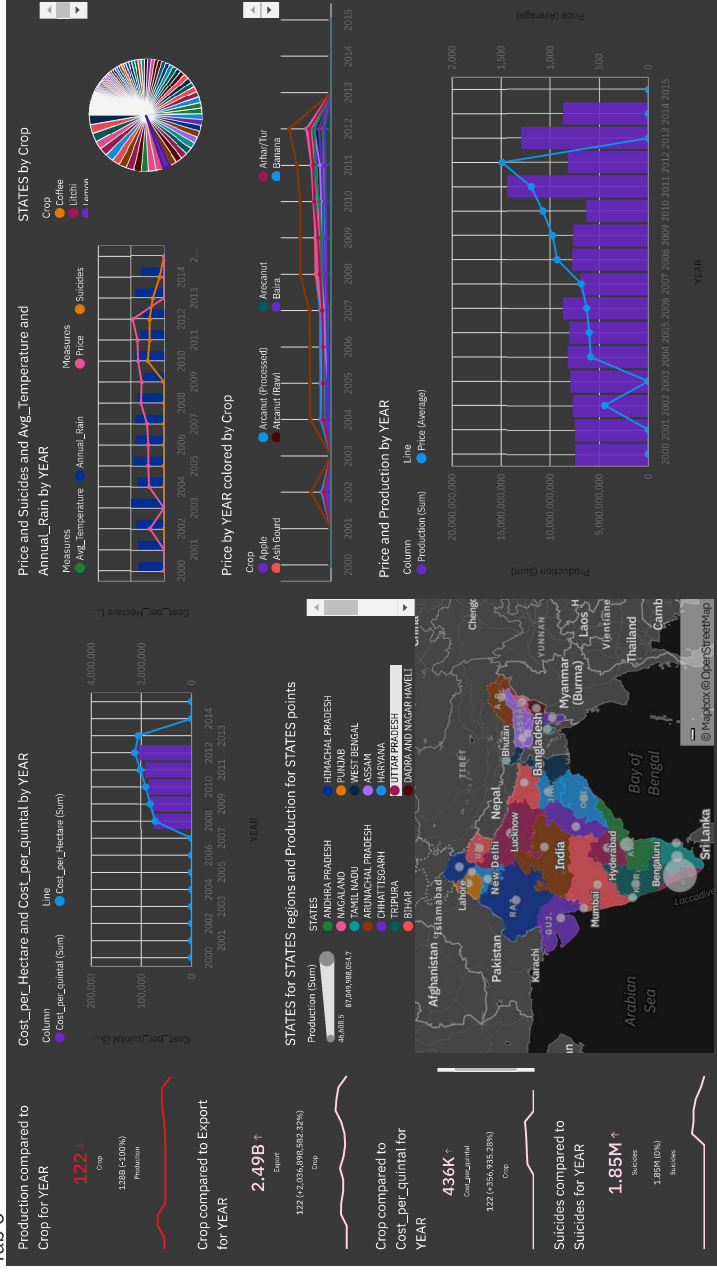 Production compared to
Crop for YEAR
122 ↓
Crop
128B (+100%)
Production
Crop compared to Export
for YEAR
2.49B ↑
Export
122 (+2,036,898,582.32%)
Crop
Crop compared to
Cost_per_quintal for
YEAR
436K ↑
Cost_per_quintal
122 (+356,935.28%)
Crop
Suicides compared to
Suicides for YEAR
1.85M ↑
Suicides
1.85M (0%)
Suicides
Cost_per_Hectare and Cost_per_quintal by YEAR
Column
Cost_per_quintal (Sum)
Line
Cost_per_Hectare (Sum)
Cost_per_quintal (S...
200,000
100,000
0
4,000,000
2,000,000
0
Cost_per_Hectare (...
2000 2001 2002 2003 2004 2005 2006 2007 2008 2009 2010 2011 2012 2013 2014
YEAR
STATES for STATES regions and Production for STATES points
Production (Sum)
46,608.5
87,049,988,054.7
STATES
ANDHRA PRADESH
NAGALAND
TAMIL NADU
ARUNACHAL PRADESH
CHHATTISGARH
TRIPURA
BIHAR
HIMACHAL PRADESH
PUNJAB
WEST BENGAL
ASSAM
HARYANA
UTTAR PRADESH
DADRA AND NAGAR HAVELI
Afghanistan
Islamabad
Lahore
Pakistan
New Delhi
Karachi
TIBET
Nepal
Lucknow
Bhutan
Bangladesh
India
Mumbai
Hyderabad
Bengaluru
Sri Lanka
Arabian
Sea
Bay of
Bengal
Laccadive
Myanmar
(Burma)
YUNNAN
Laos
Vientiane
Thailand
Camb
China
Chengd
RAJ.
GUJ.
© Mapbox © OpenStreetMap
Price and Suicides and Avg_Temperature and
Annual_Rain by YEAR
Measures
Avg_Temperature
Annual_Rain
Measures
Price
Suicides
2000 2001 2002 2003 2004 2005 2006 2007 2008 2009 2010 2011 2012 2013 2014 2...
STATES by Crop
Crop
Coffee
Litchi
Lemon
Price by YEAR colored by Crop
Crop
Apple
Ash Gourd
Arcanut (Processed)
Atcanut (Raw)
Arecanut
Bajra
Arhar/Tur
Banana
2000 2001 2002 2003 2004 2005 2006 2007 2008 2009 2010 2011 2012 2013 2014 2015
Price and Production by YEAR
Column
Production (Sum)
Line
Price (Average)
Production (Sum)
20,000,000,000
15,000,000,000
10,000,000,000
5,000,000,000
0
2,000
1,500
1,000
500
0
Price (Average)
2000 2001 2002 2003 2004 2005 2006 2007 2008 2009 2010 2011 2012 2013 2014 2015
YEAR